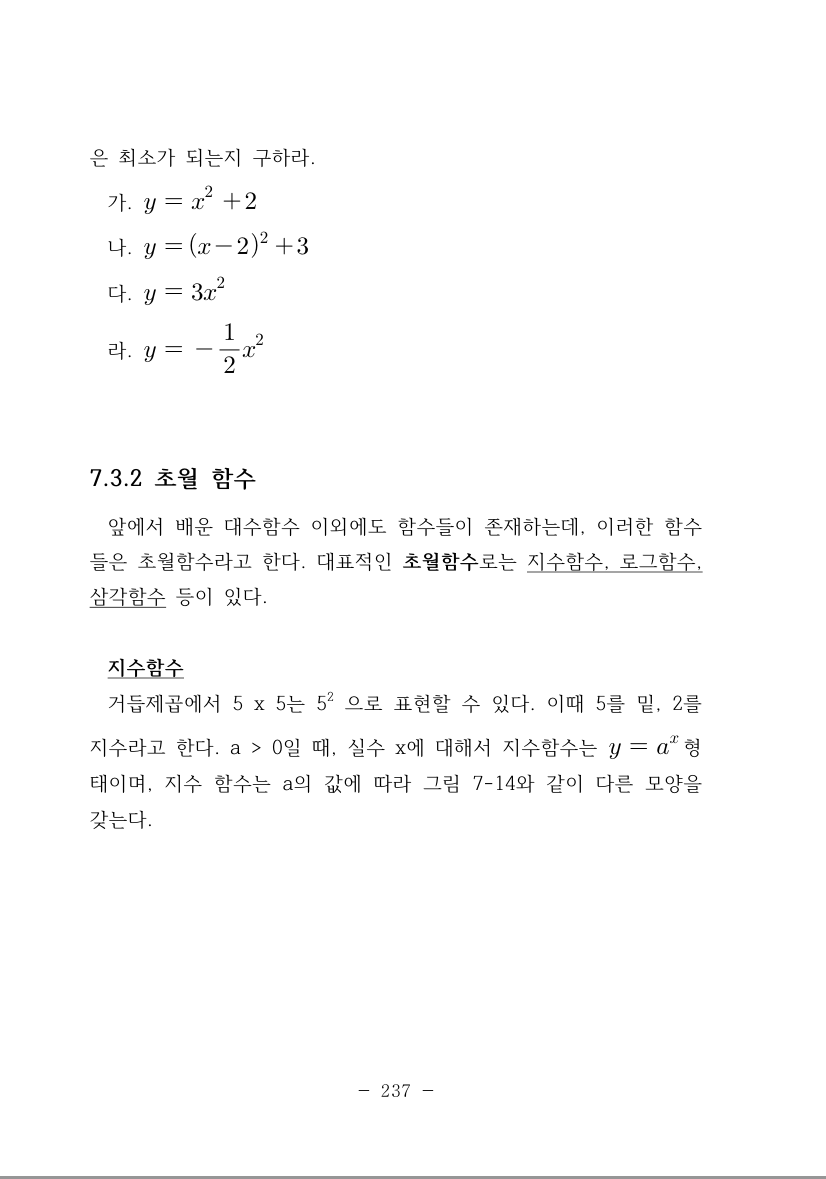 은 최소가 되는지 구하라.
가. y = x² + 2
나. y = (x − 2)² + 3
다. y = 3x²
라. y = − 1/2 x²
7.3.2 초월 함수
앞에서 배운 대수함수 이외에도 함수들이 존재하는데, 이러한 함수
들은 초월함수라고 한다. 대표적인 초월함수로는 지수함수, 로그함수,
삼각함수 등이 있다.
지수함수
거듭제곱에서 5 x 5는 5² 으로 표현할 수 있다. 이때 5를 밑, 2를
지수라고 한다. a > 0일 때, 실수 x에 대해서 지수함수는 y = aˣ 형
태이며, 지수 함수는 a의 값에 따라 그림 7-14와 같이 다른 모양을
갖는다.
- 237 -